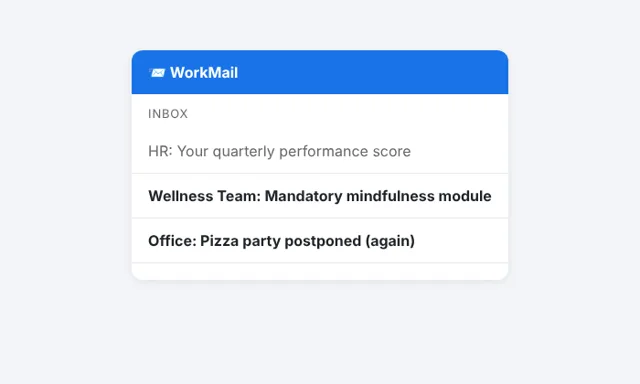 WorkMail
INBOX
HR: Your quarterly performance score
Wellness Team: Mandatory mindfulness module
Office: Pizza party postponed (again)